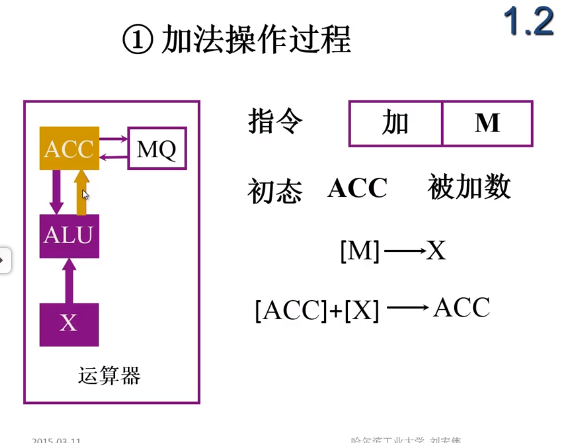 1.2
① 加法操作过程
指令 加 M
ACC MQ
初态 ACC 被加数
ALU
[M]→X
X
[ACC]+[X]→ACC
运算器
2015-03-11 哈尔滨工业大学 刘宏伟